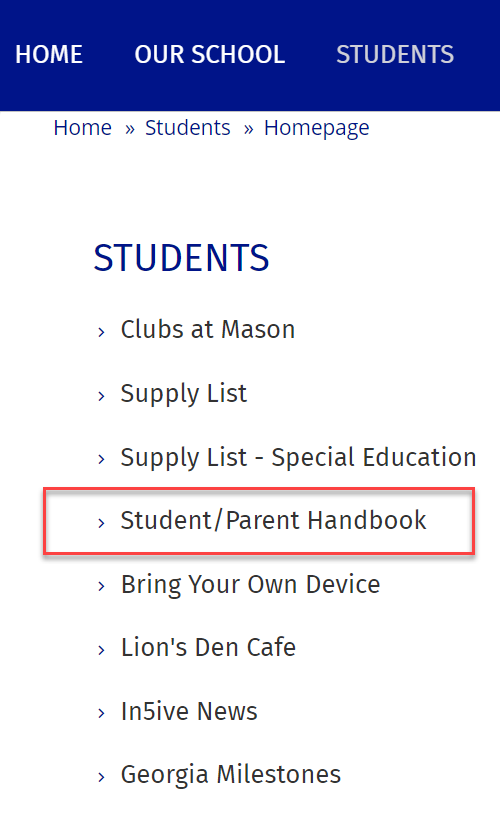 HOME OUR SCHOOL STUDENTS
Home » Students » Homepage
STUDENTS
› Clubs at Mason
› Supply List
› Supply List - Special Education
› Student/Parent Handbook
› Bring Your Own Device
› Lion's Den Cafe
› In5ive News
› Georgia Milestones